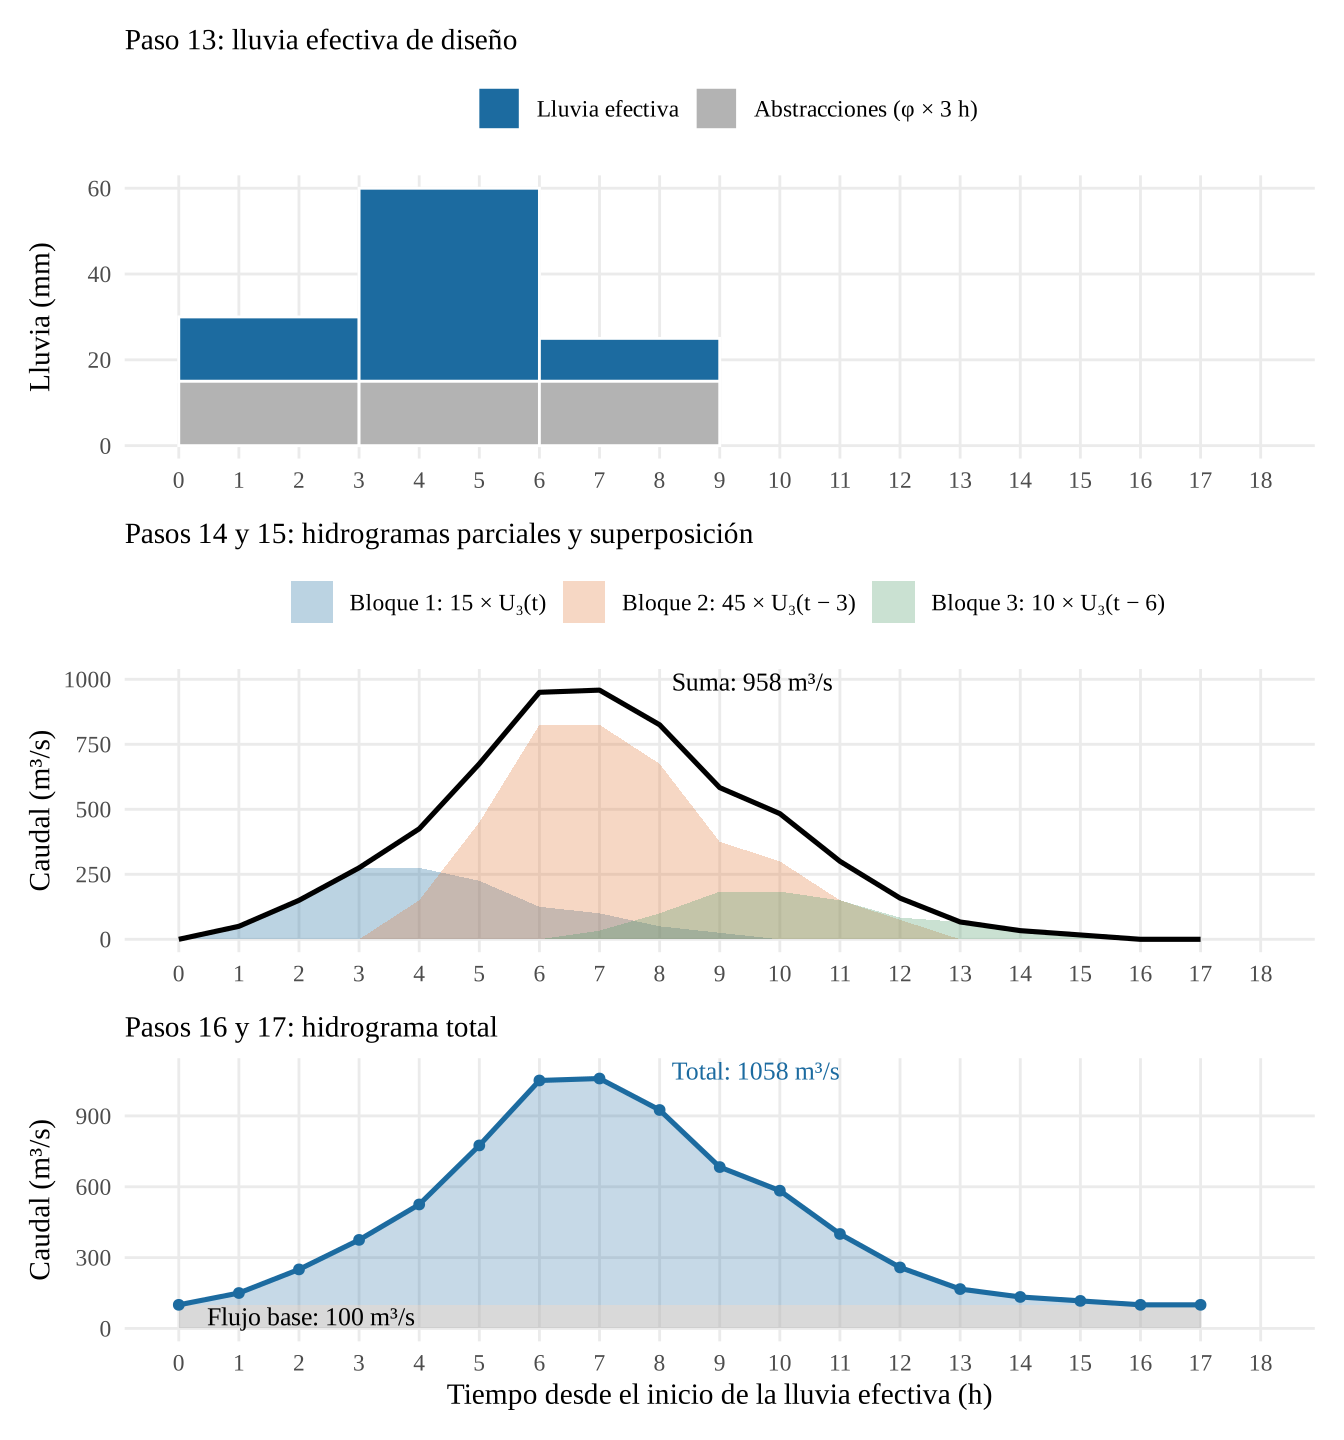 Paso 13: lluvia efectiva de diseño
Lluvia efectiva Abstracciones (φ × 3 h)
60
40
20
0
Lluvia (mm)
0 1 2 3 4 5 6 7 8 9 10 11 12 13 14 15 16 17 18
Pasos 14 y 15: hidrogramas parciales y superposición
Bloque 1: 15 × U₃(t) Bloque 2: 45 × U₃(t − 3) Bloque 3: 10 × U₃(t − 6)
1000
750
500
250
0
Caudal (m³/s)
Suma: 958 m³/s
0 1 2 3 4 5 6 7 8 9 10 11 12 13 14 15 16 17 18
Pasos 16 y 17: hidrograma total
900
600
300
0
Caudal (m³/s)
Total: 1058 m³/s
Flujo base: 100 m³/s
0 1 2 3 4 5 6 7 8 9 10 11 12 13 14 15 16 17 18
Tiempo desde el inicio de la lluvia efectiva (h)